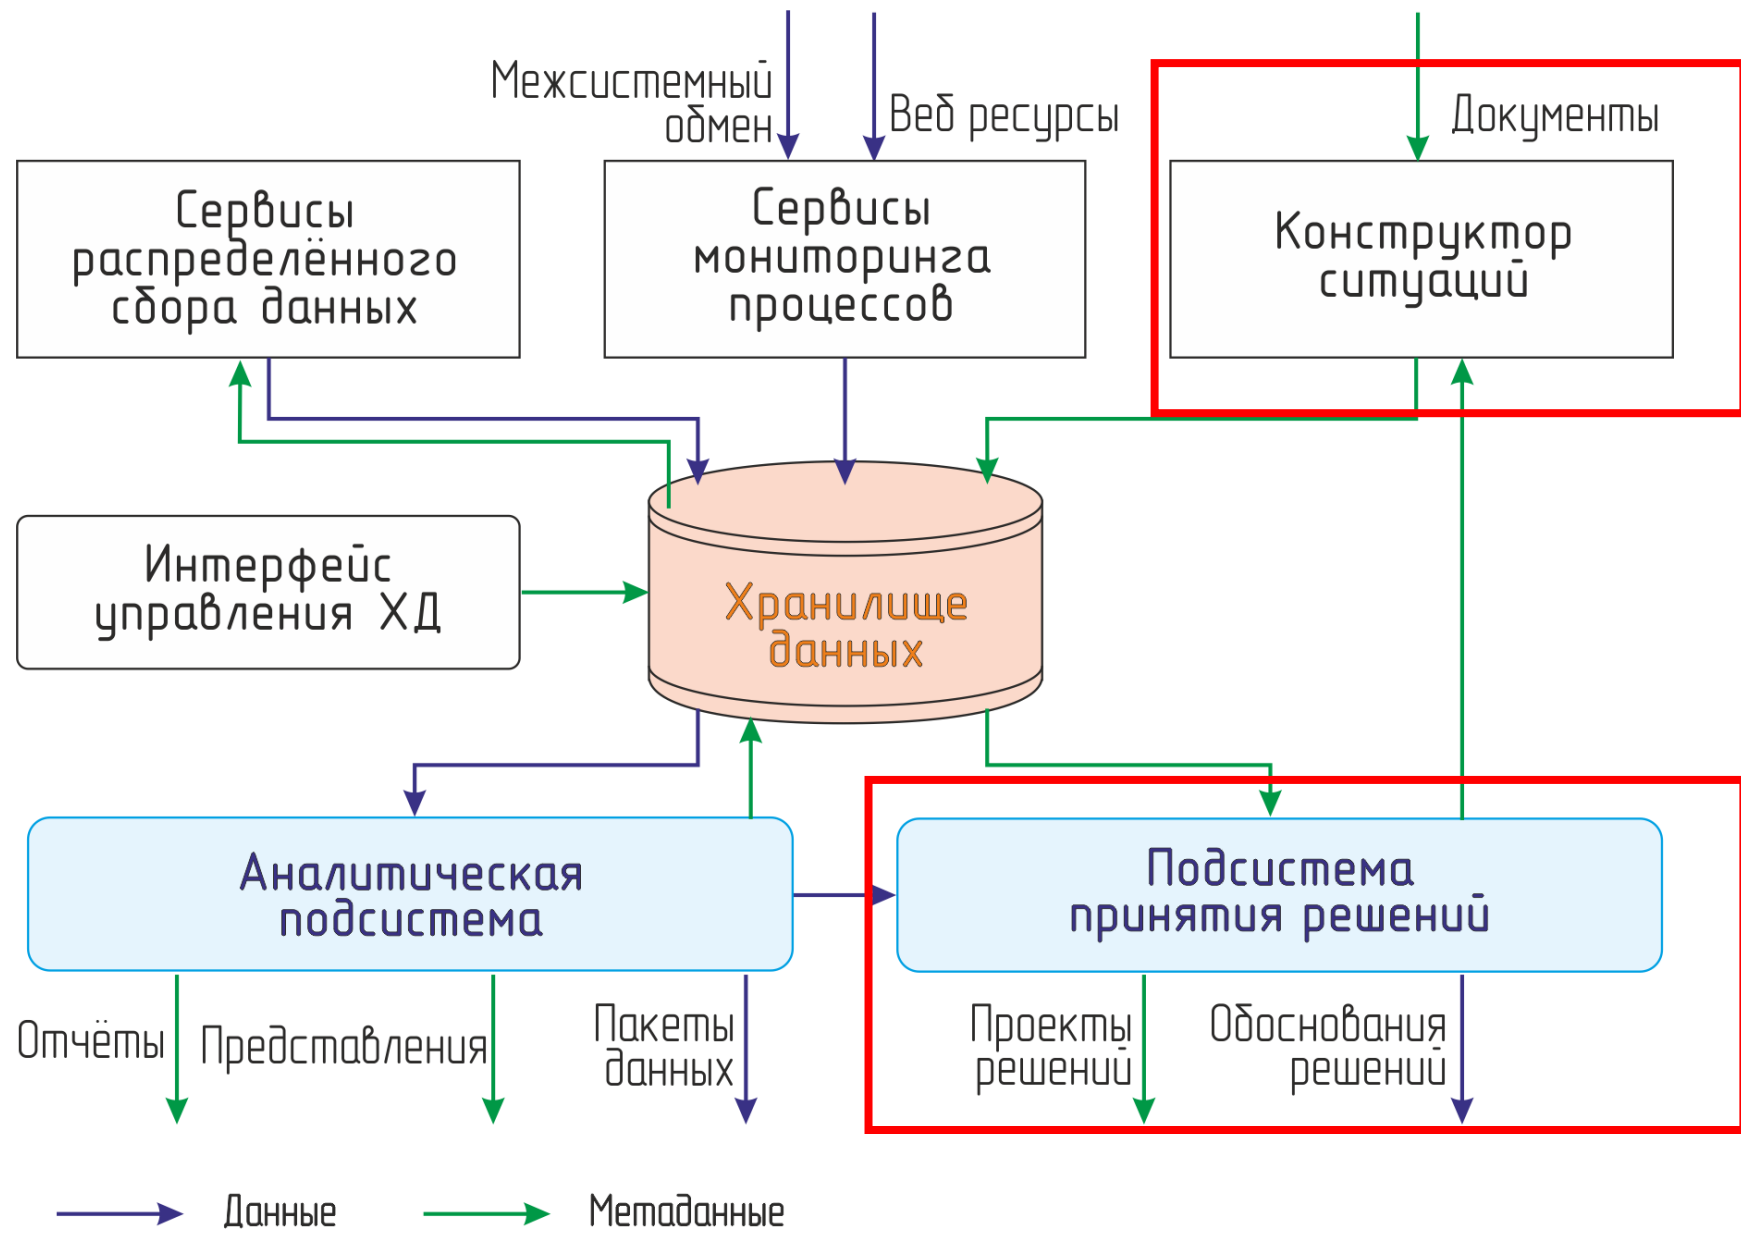 Межсистемный
обмен
Веб ресурсы
Документы
Сервисы
распределённого
сбора данных
Сервисы
мониторинга
процессов
Конструктор
ситуаций
Интерфейс
управления ХД
Хранилище
данных
Аналитическая
подсистема
Подсистема
принятия решений
Отчёты
Представления
Пакеты
данных
Проекты
решений
Обоснования
решений
Данные
Метаданные